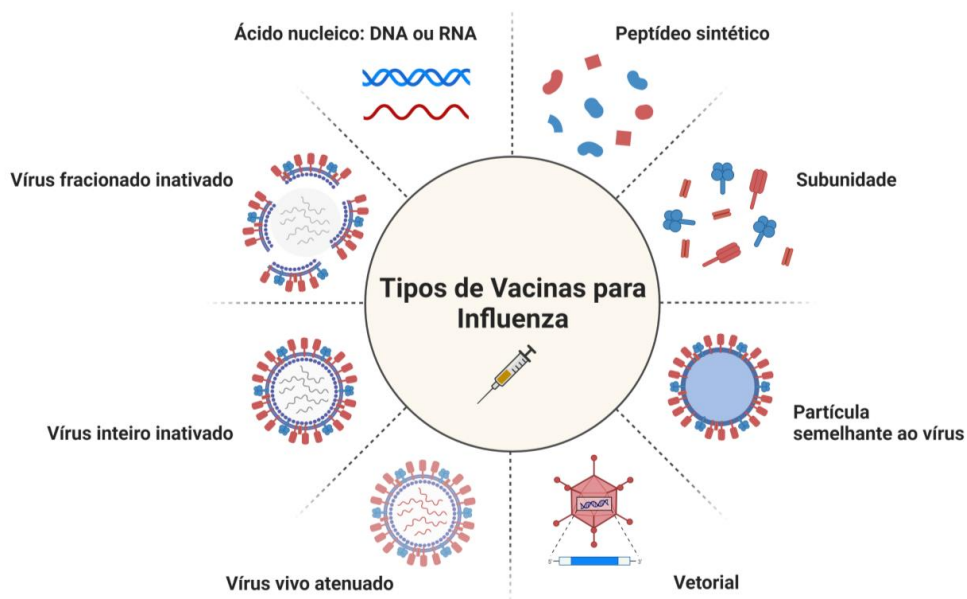 Ácido nucleico: DNA ou RNA
Peptídeo sintético
Vírus fracionado inativado
Subunidade
Tipos de Vacinas para
Influenza
Vírus inteiro inativado
Partícula
semelhante ao vírus
Vírus vivo atenuado
Vetorial